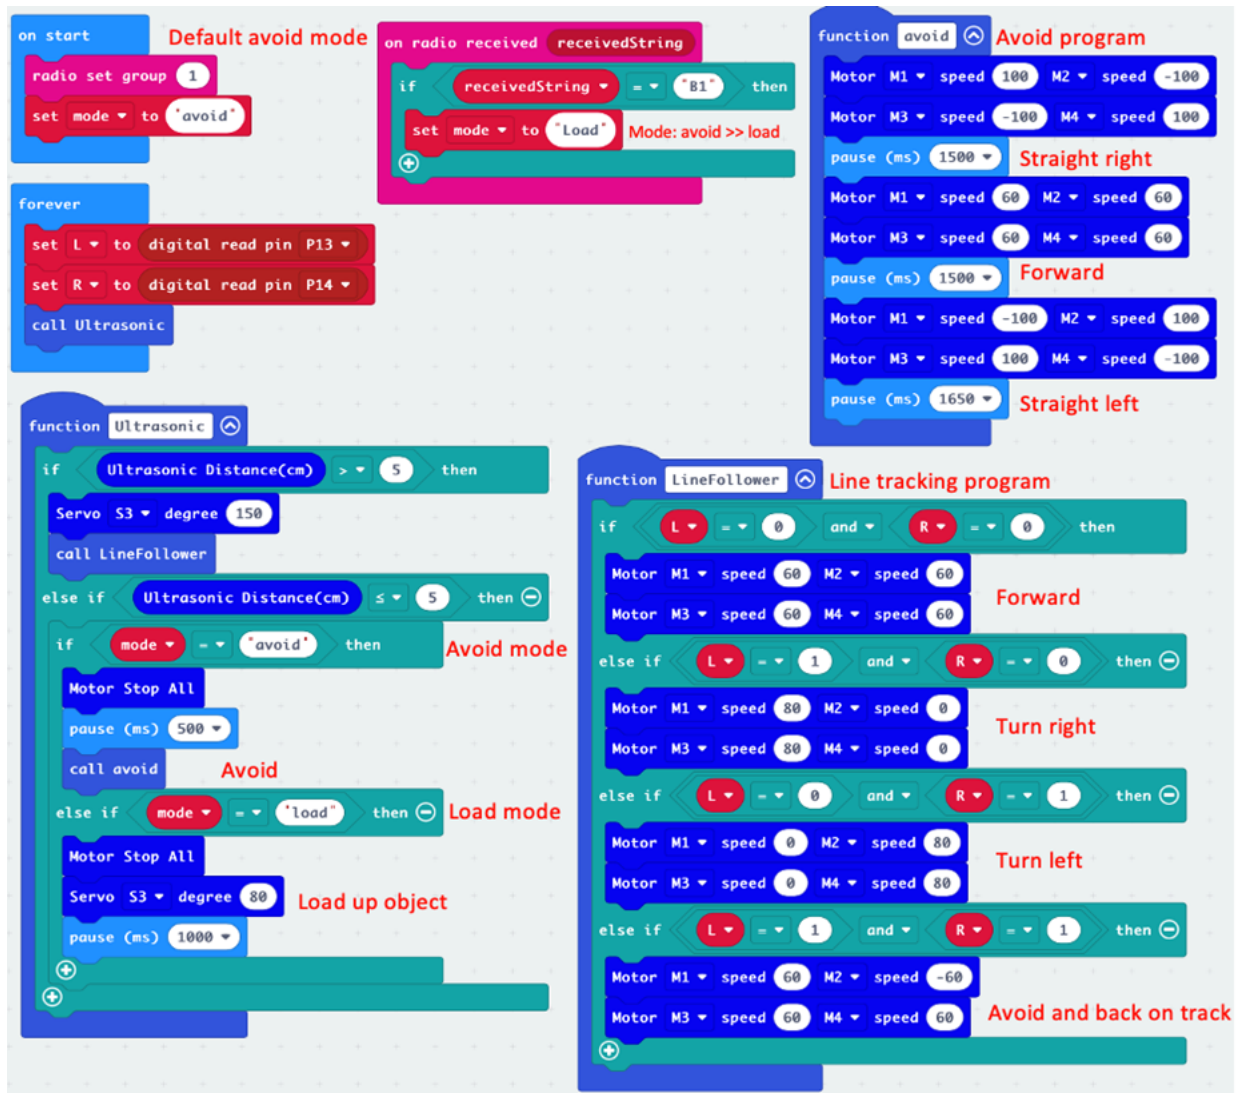 on start
Default avoid mode
radio set group 1
set mode to "avoid"
on radio received receivedString
if receivedString = "B1" then
set mode to "Load"
Mode: avoid >> load
forever
set L to digital read pin P13
set R to digital read pin P14
call Ultrasonic
function avoid
Avoid program
Motor M1 speed 100 M2 speed -100
Motor M3 speed -100 M4 speed 100
pause (ms) 1500
Straight right
Motor M1 speed 60 M2 speed 60
Motor M3 speed 60 M4 speed 60
pause (ms) 1500
Forward
Motor M1 speed -100 M2 speed 100
Motor M3 speed 100 M4 speed -100
pause (ms) 1650
Straight left
function Ultrasonic
if Ultrasonic Distance(cm) > 5 then
Servo S3 degree 150
call LineFollower
else if Ultrasonic Distance(cm) ≤ 5 then
if mode = "avoid" then
Avoid mode
Motor Stop All
pause (ms) 500
call avoid
Avoid
else if mode = "load" then
Load mode
Motor Stop All
Servo S3 degree 80
Load up object
pause (ms) 1000
function LineFollower
Line tracking program
if L = 0 and R = 0 then
Motor M1 speed 60 M2 speed 60
Motor M3 speed 60 M4 speed 60
Forward
else if L = 1 and R = 0 then
Motor M1 speed 80 M2 speed 0
Motor M3 speed 80 M4 speed 0
Turn right
else if L = 0 and R = 1 then
Motor M1 speed 0 M2 speed 80
Motor M3 speed 0 M4 speed 80
Turn left
else if L = 1 and R = 1 then
Motor M1 speed 60 M2 speed -60
Motor M3 speed 60 M4 speed 60
Avoid and back on track